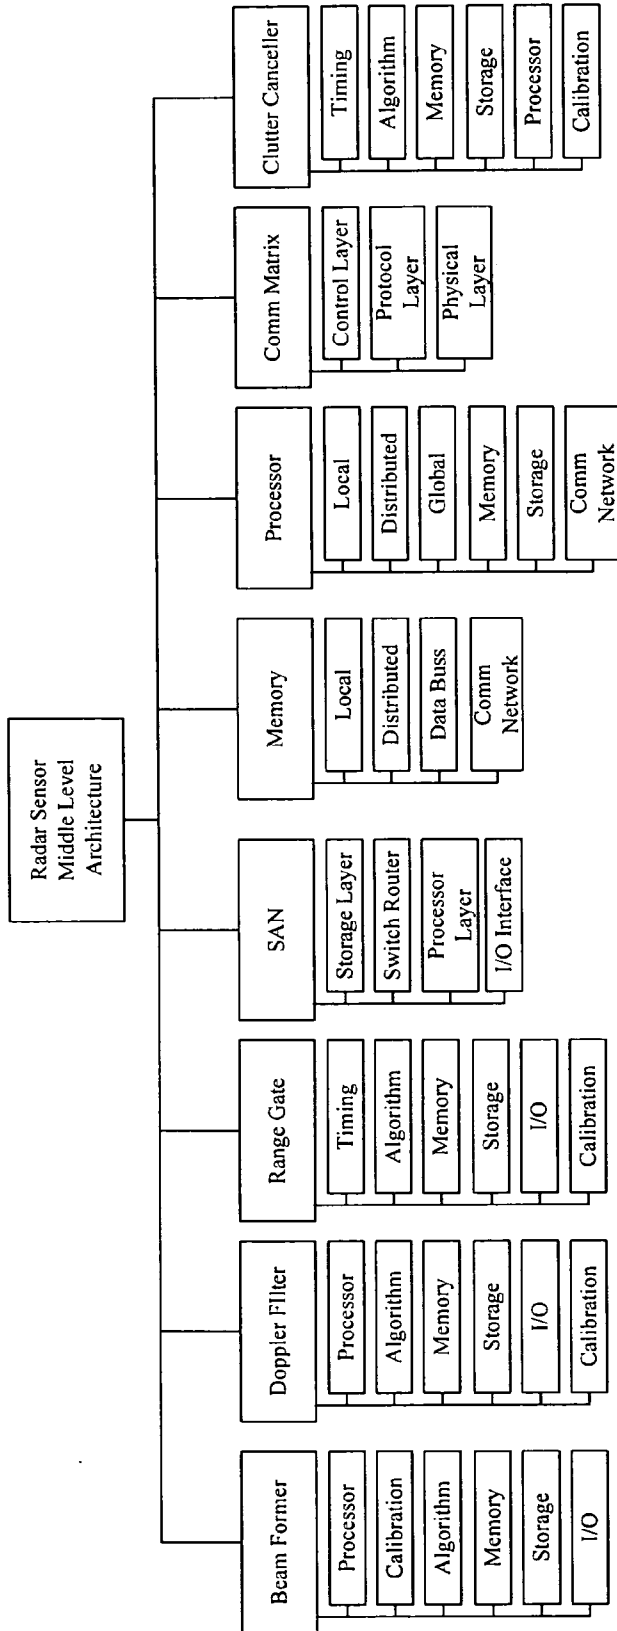 Radar Sensor
Middle Level
Architecture
Beam Former
Processor
Calibration
Algorithm
Memory
Storage
I/O
Doppler FIlter
Processor
Algorithm
Memory
Storage
I/O
Calibration
Range Gate
Timing
Algorithm
Memory
Storage
I/O
Calibration
SAN
Storage Layer
Switch Router
Processor
Layer
I/O Interface
Memory
Local
Distributed
Data Buss
Comm
Network
Processor
Local
Distributed
Global
Memory
Storage
Comm
Network
Comm Matrix
Control Layer
Protocol
Layer
Physical
Layer
Clutter Canceller
Timing
Algorithm
Memory
Storage
Processor
Calibration